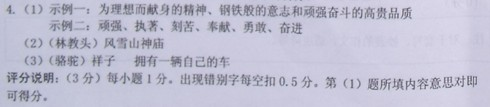 4.（1）示例一：为理想而献身的精神、钢铁般的意志和顽强奋斗的高贵品质
示例二：顽强、执著、刻苦、奉献、勇敢、奋进
（2）（林教头）风雪山神庙
（3）（骆驼）祥子 拥有一辆自己的车
评分说明：（3分）每小题1分。出现错别字每空扣0.5分。第（1）题所填内容意思对即
可得分。